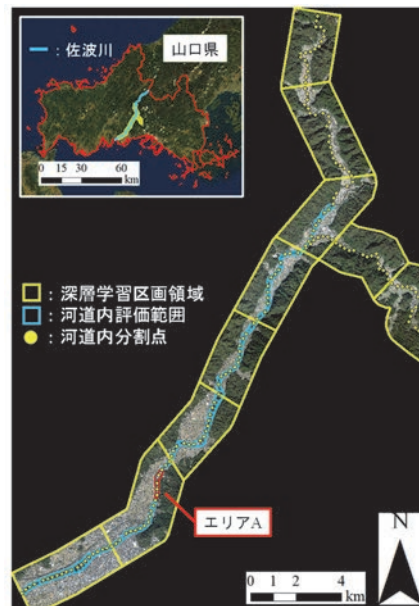 佐波川
山口県
0 15 30 60
km
：深層学習区画領域
：河道内評価範囲
：河道内分割点
エリアA
N
0 1 2 4
km